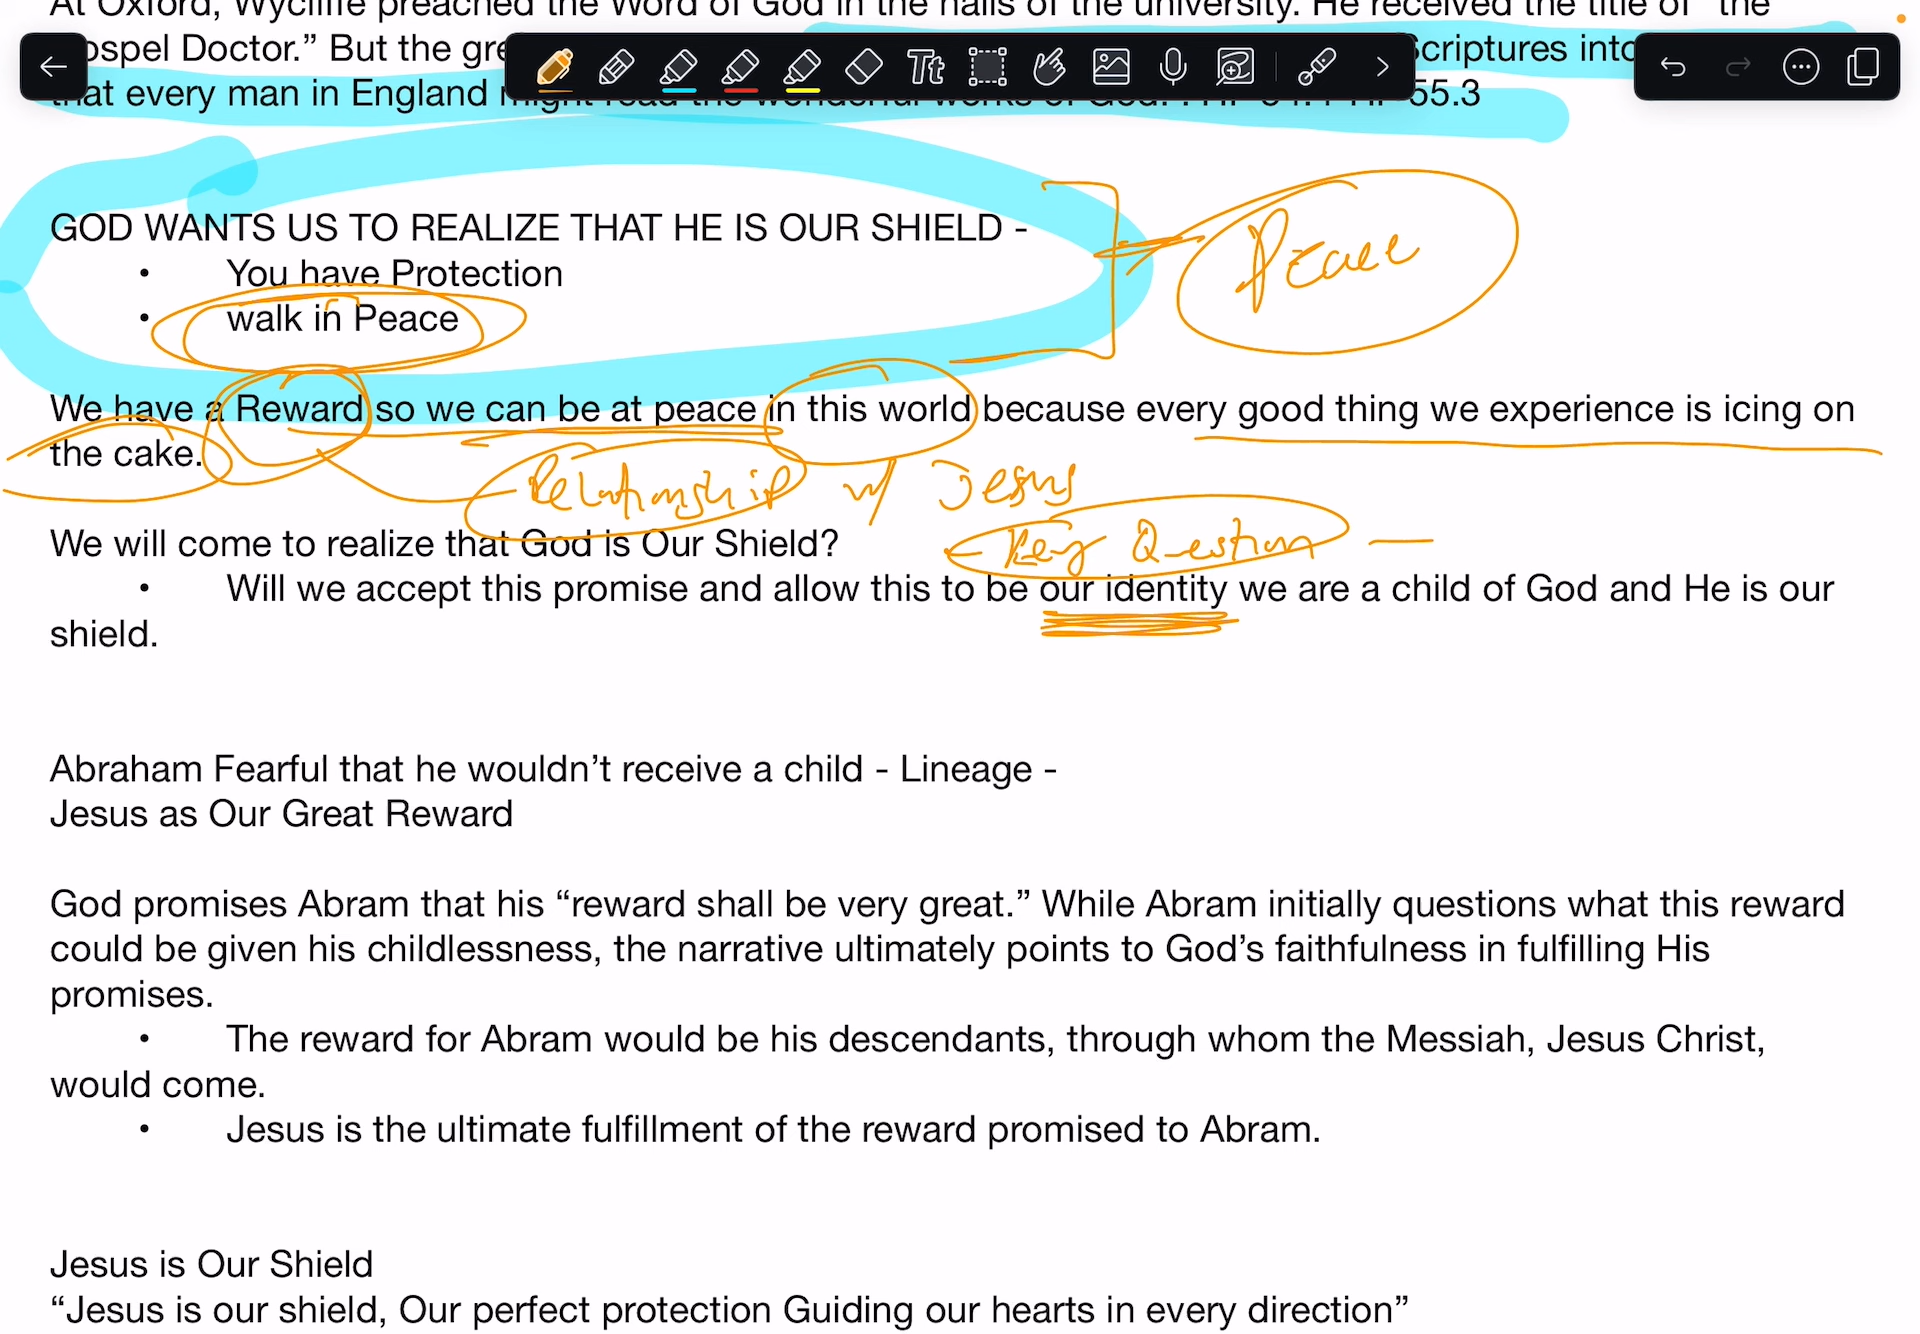 At Oxford, Wycliffe preached the Word of God in the halls of the university. He received the title of “the
ospel Doctor.” But the gre Tt criptures into
that every man in England might read the wonderful works of God. 55.3
GOD WANTS US TO REALIZE THAT HE IS OUR SHIELD -
• You have Protection
Peace
• walk in Peace
We have a Reward so we can be at peace in this world because every good thing we experience is icing on
the cake.
Relationship w/ Jesus
We will come to realize that God is Our Shield?
Key Question —
• Will we accept this promise and allow this to be our identity we are a child of God and He is our
shield.
Abraham Fearful that he wouldn’t receive a child - Lineage -
Jesus as Our Great Reward
God promises Abram that his “reward shall be very great.” While Abram initially questions what this reward
could be given his childlessness, the narrative ultimately points to God’s faithfulness in fulfilling His
promises.
• The reward for Abram would be his descendants, through whom the Messiah, Jesus Christ,
would come.
• Jesus is the ultimate fulfillment of the reward promised to Abram.
Jesus is Our Shield
“Jesus is our shield, Our perfect protection Guiding our hearts in every direction”